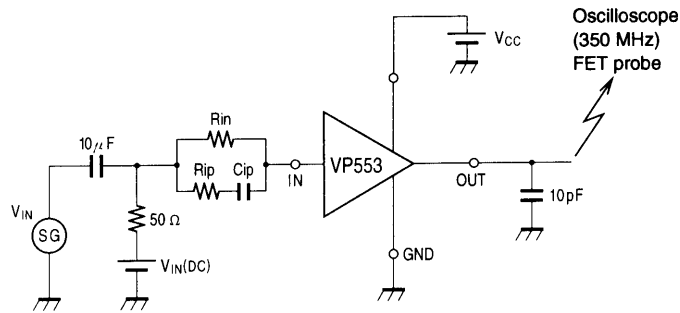 Oscilloscope
(350 MHz)
FET probe
VCC
10μF
Rin
Rip
Cip
IN
VP553
OUT
10pF
VIN
SG
50 Ω
VIN(DC)
GND